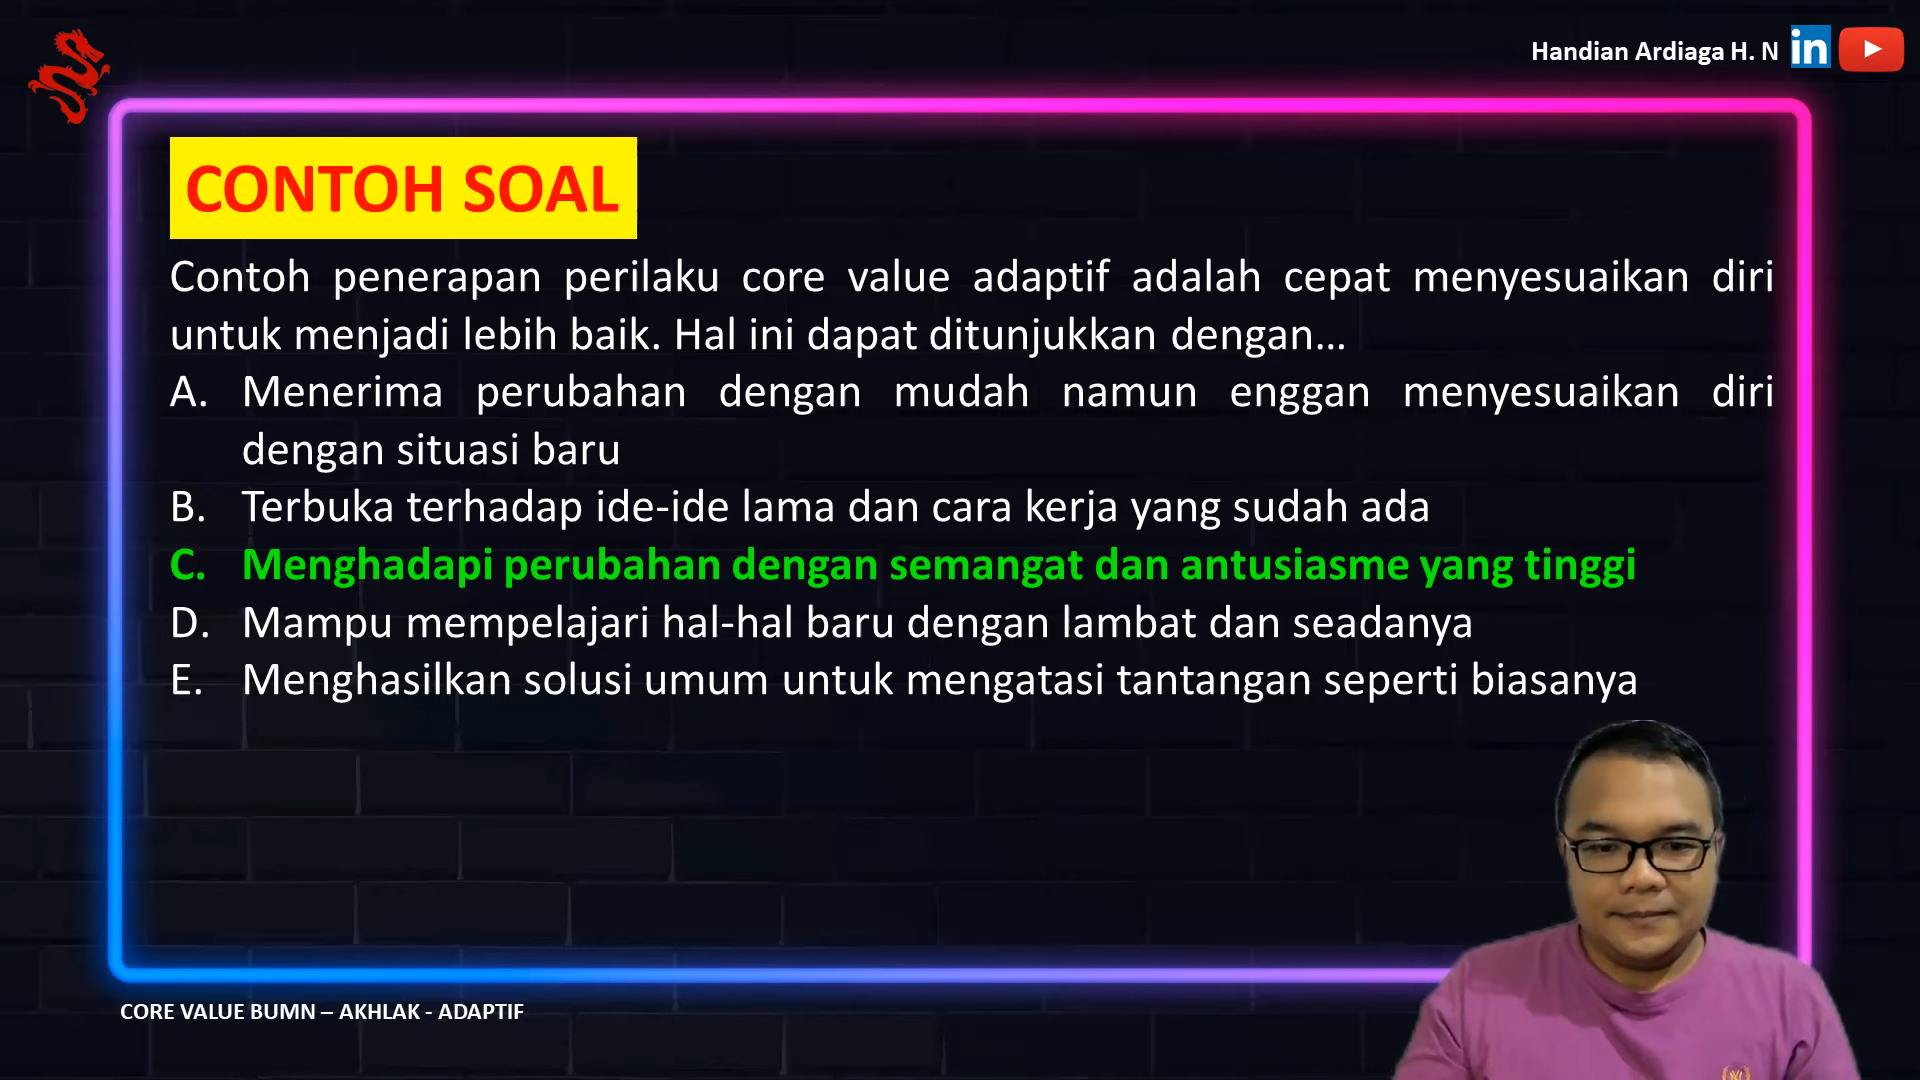 Handian Ardiaga H. N
in
CONTOH SOAL
Contoh penerapan perilaku core value adaptif adalah cepat menyesuaikan diri
untuk menjadi lebih baik. Hal ini dapat ditunjukkan dengan…
A. Menerima perubahan dengan mudah namun enggan menyesuaikan diri
dengan situasi baru
B. Terbuka terhadap ide-ide lama dan cara kerja yang sudah ada
C. Menghadapi perubahan dengan semangat dan antusiasme yang tinggi
D. Mampu mempelajari hal-hal baru dengan lambat dan seadanya
E. Menghasilkan solusi umum untuk mengatasi tantangan seperti biasanya
CORE VALUE BUMN – AKHLAK - ADAPTIF